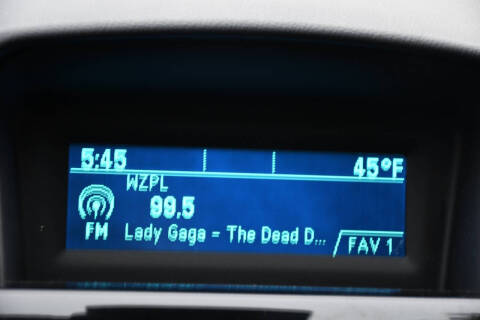 5:45 45°F
WZPL
99.5
FM Lady Gaga - The Dead D...
FAV 1